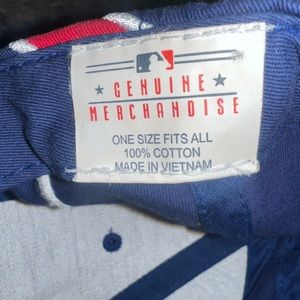 GENUINE
MERCHANDISE
ONE SIZE FITS ALL
100% COTTON
MADE IN VIETNAM